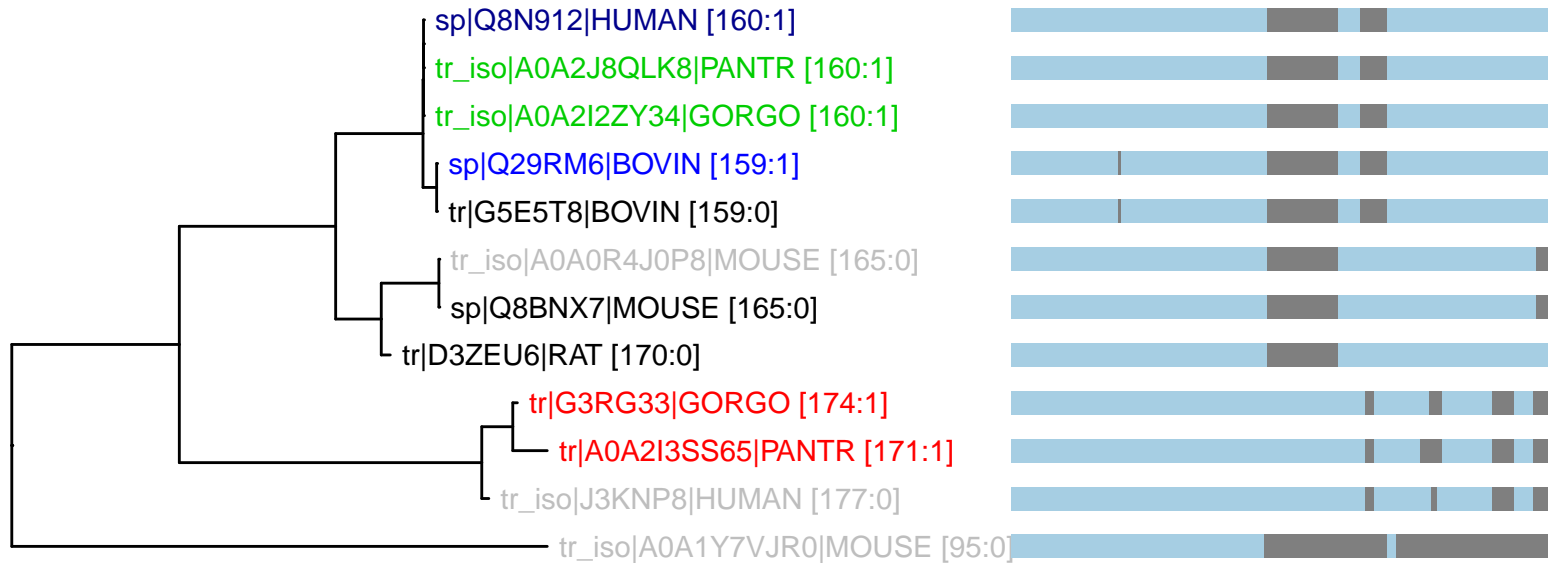 sp|Q8N912|HUMAN [160:1]
tr_iso|A0A2J8QLK8|PANTR [160:1]
tr_iso|A0A2I2ZY34|GORGO [160:1]
sp|Q29RM6|BOVIN [159:1]
tr|G5E5T8|BOVIN [159:0]
tr_iso|A0A0R4J0P8|MOUSE [165:0]
sp|Q8BNX7|MOUSE [165:0]
tr|D3ZEU6|RAT [170:0]
tr|G3RG33|GORGO [174:1]
tr|A0A2I3SS65|PANTR [171:1]
tr_iso|J3KNP8|HUMAN [177:0]
tr_iso|A0A1Y7VJR0|MOUSE [95:0]